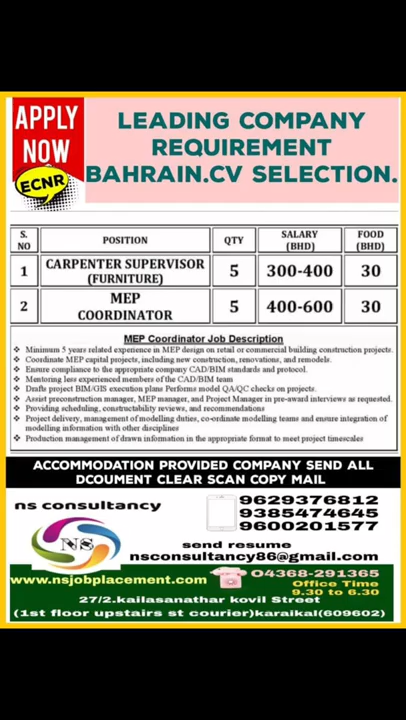 APPLY
NOW
ECNR
LEADING COMPANY
REQUIREMENT
BAHRAIN.CV SELECTION.
S. NO POSITION QTY SALARY (BHD) FOOD (BHD)
1 CARPENTER SUPERVISOR (FURNITURE) 5 300-400 30
2 MEP COORDINATOR 5 400-600 30
MEP Coordinator Job Description
❖ Minimum 5 years related experience in MEP design on retail or commercial building construction projects.
❖ Coordinate MEP capital projects, including new construction, renovations, and remodels.
❖ Ensure compliance to the appropriate company CAD/BIM standards and protocol.
❖ Mentoring less experienced members of the CAD/BIM team
❖ Drafts project BIM/GIS execution plans Performs model QA/QC checks on projects.
❖ Assist preconstruction manager, MEP manager, and Project Manager in pre-award interviews as requested.
❖ Providing scheduling, constructability reviews, and recommendations
❖ Project delivery, management of modelling duties, co-ordinate modelling teams and ensure integration of
modelling information with other disciplines
❖ Production management of drawn information in the appropriate format to meet project timescales
ACCOMMODATION PROVIDED COMPANY SEND ALL
DCOUMENT CLEAR SCAN COPY MAIL
ns consultancy
NS
9629376812
9385474645
9600201577
send resume
nsconsultancy86@gmail.com
www.nsjobplacement.com
04368-291365
Office Time
9.30 to 6.30
27/2.kailasanathar kovil Street
(1st floor upstairs st courier)karaikal(609602)